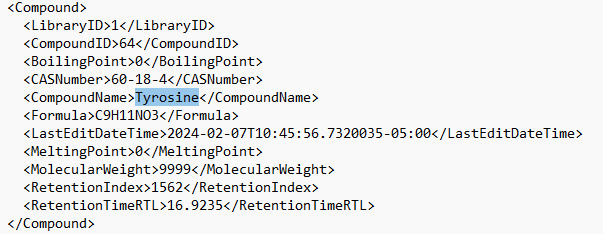 <Compound>
<LibraryID>1</LibraryID>
<CompoundID>64</CompoundID>
<BoilingPoint>0</BoilingPoint>
<CASNumber>60-18-4</CASNumber>
<CompoundName>Tyrosine</CompoundName>
<Formula>C9H11NO3</Formula>
<LastEditDateTime>2024-02-07T10:45:56.7320035-05:00</LastEditDateTime>
<MeltingPoint>0</MeltingPoint>
<MolecularWeight>9999</MolecularWeight>
<RetentionIndex>1562</RetentionIndex>
<RetentionTimeRTL>16.9235</RetentionTimeRTL>
</Compound>